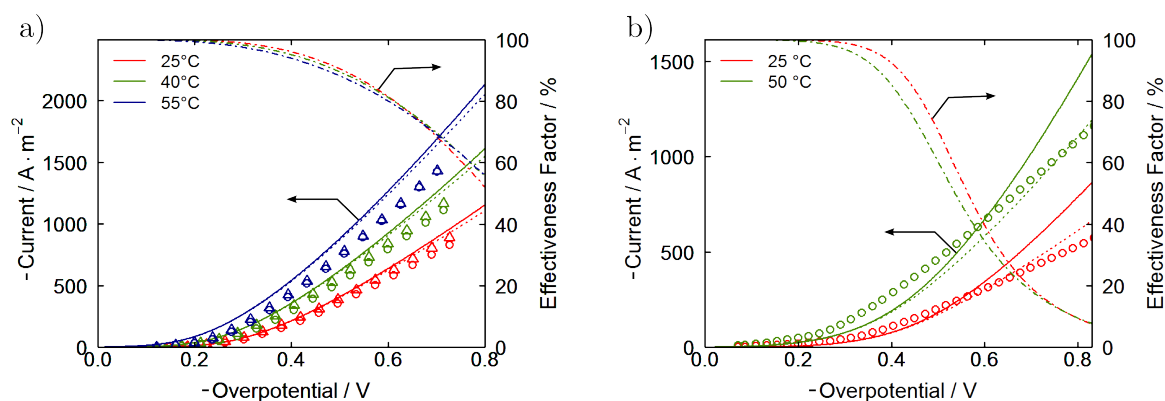 a)
25°C
40°C
55°C
-Current / A · m⁻²
0
500
1000
1500
2000
0.0
0.2
0.4
0.6
0.8
-Overpotential / V
0
20
40
60
80
100
Effectiveness Factor / %
b)
25 °C
50 °C
-Current / A · m⁻²
0
500
1000
1500
0.0
0.2
0.4
0.6
0.8
-Overpotential / V
0
20
40
60
80
100
Effectiveness Factor / %